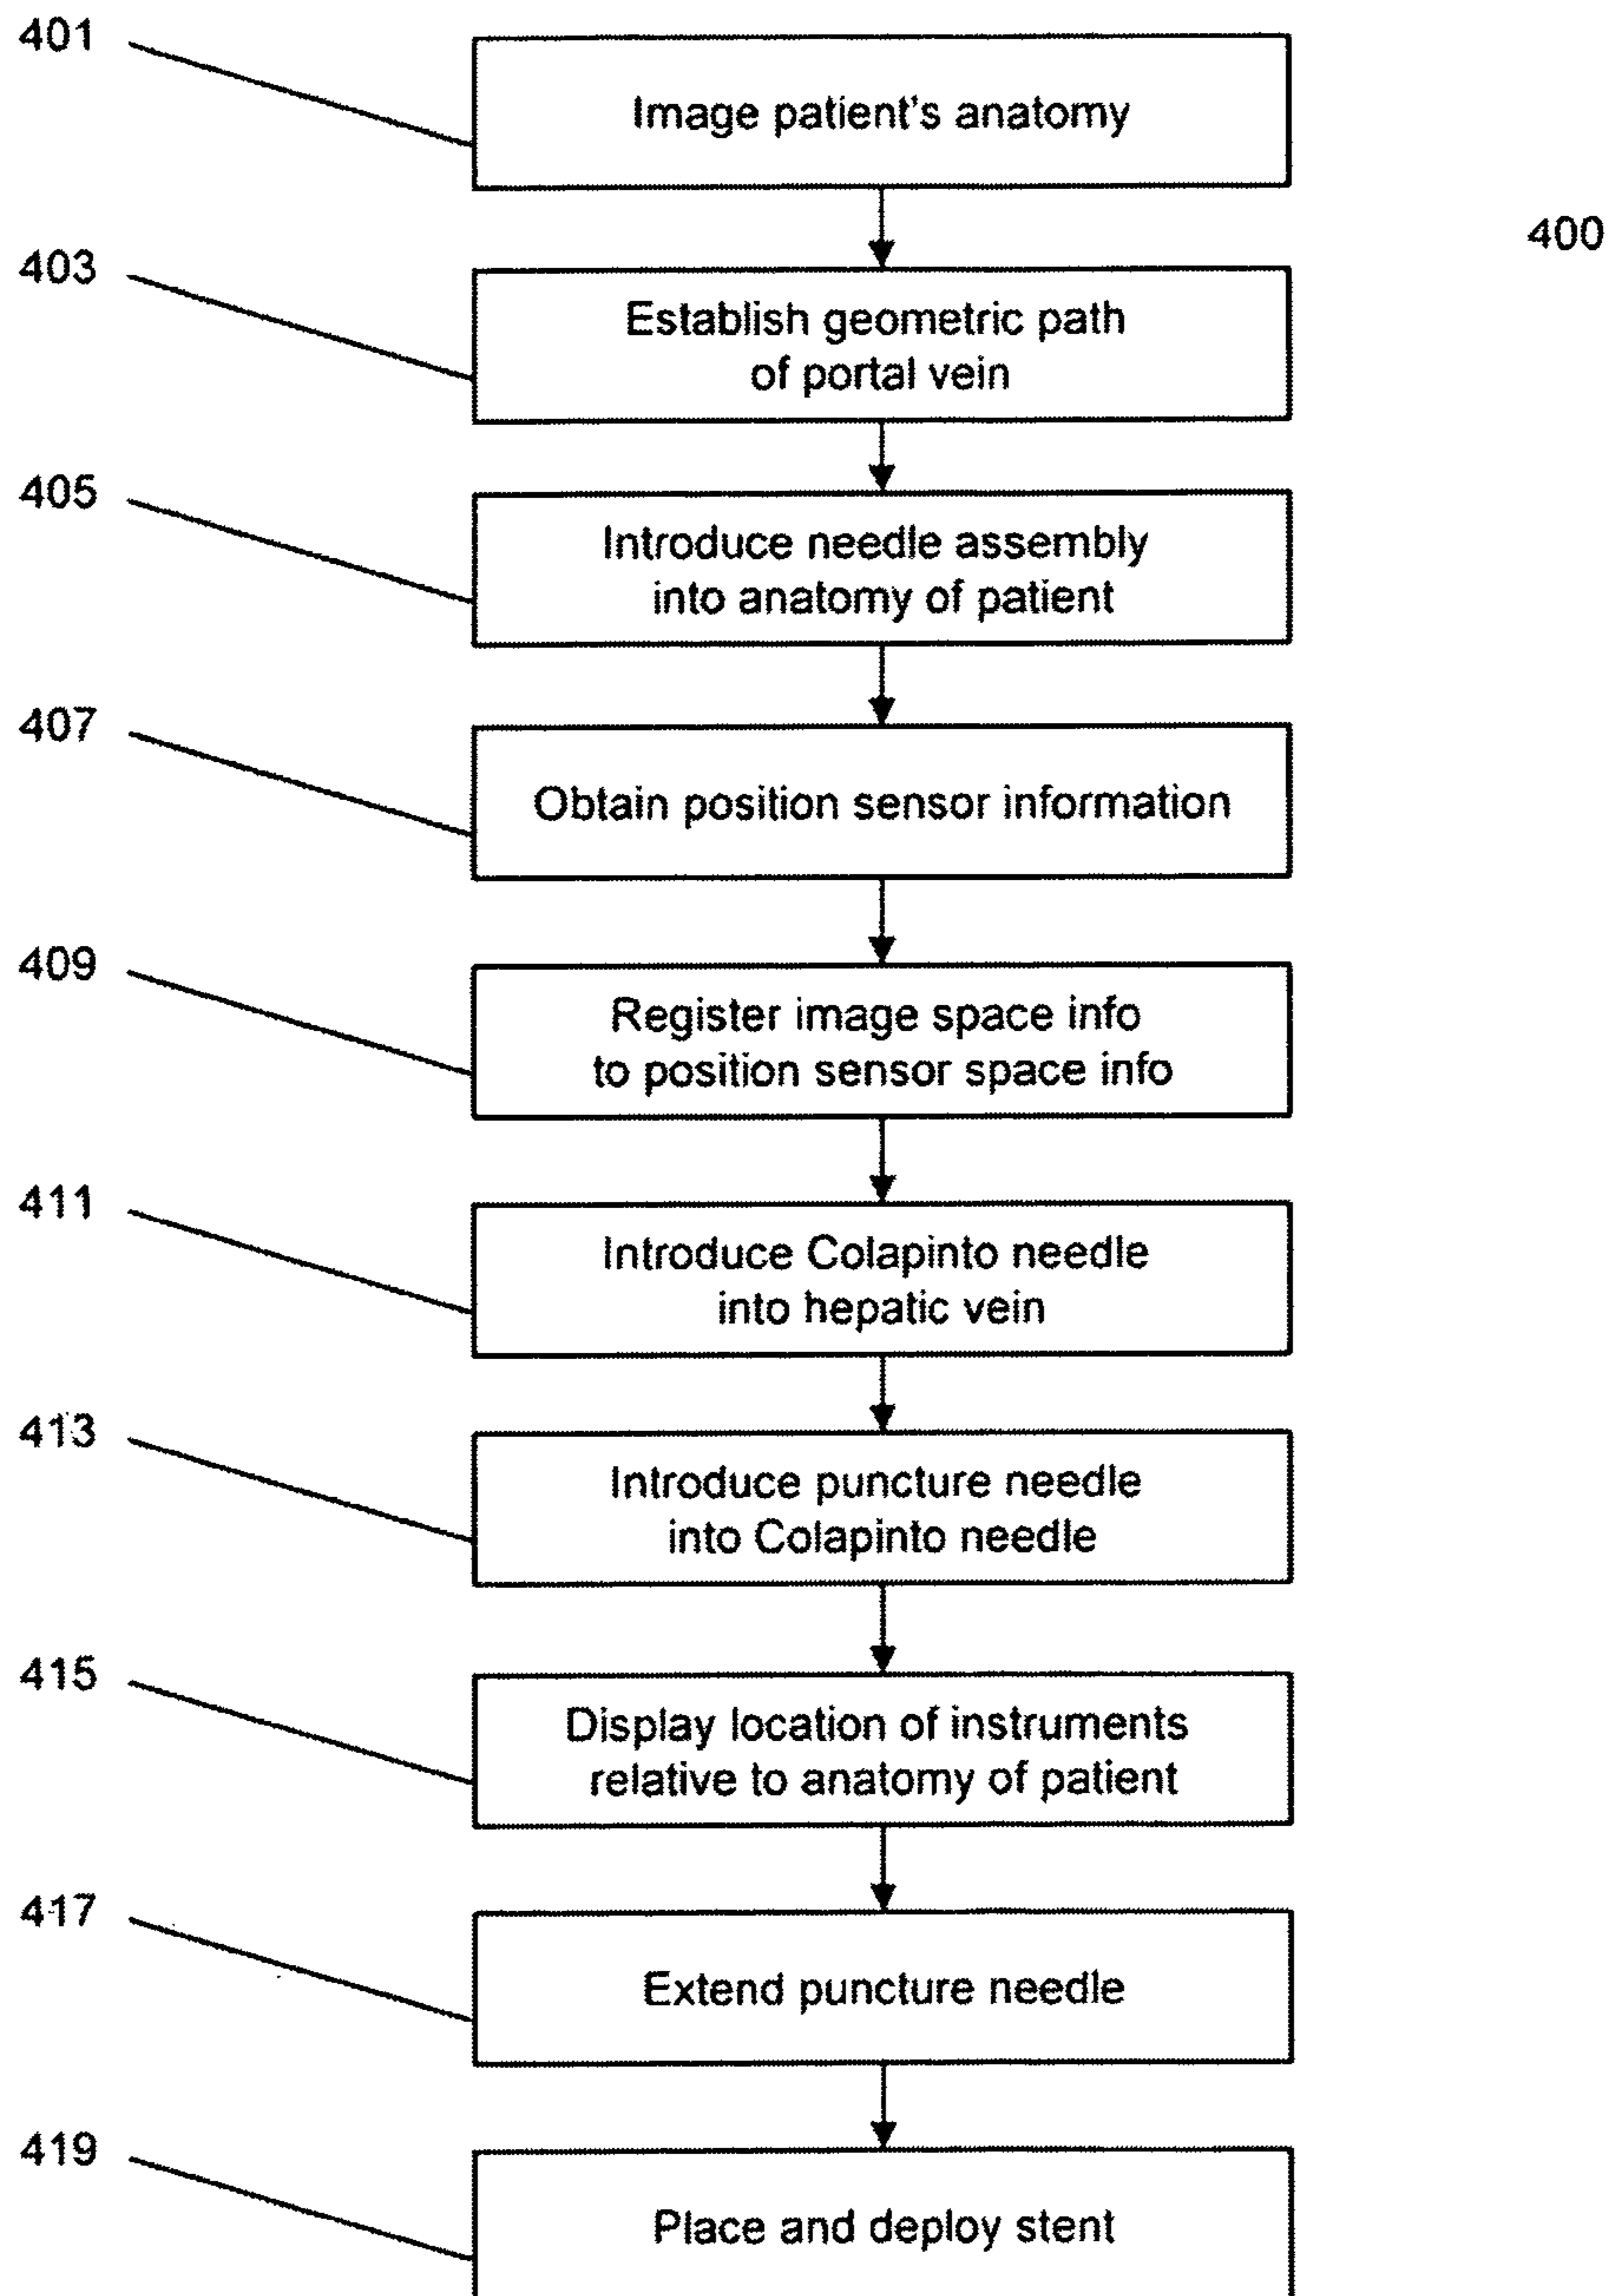 401
Image patient's anatomy
400
403
Establish geometric path
of portal vein
405
Introduce needle assembly
into anatomy of patient
407
Obtain position sensor information
409
Register image space info
to position sensor space info
411
Introduce Colapinto needle
into hepatic vein
413
Introduce puncture needle
into Colapinto needle
415
Display location of instruments
relative to anatomy of patient
417
Extend puncture needle
419
Place and deploy stent